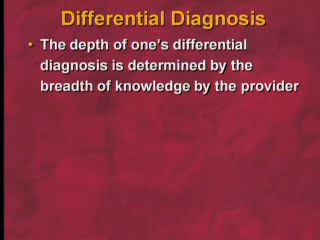 Differential Diagnosis
• The depth of one's differential
diagnosis is determined by the
breadth of knowledge by the provider